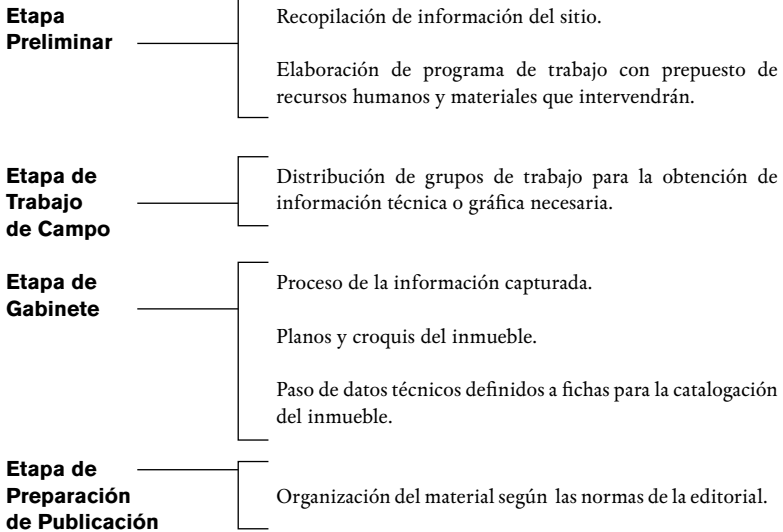 Etapa
Preliminar
Recopilación de información del sitio.
Elaboración de programa de trabajo con prepuesto de
recursos humanos y materiales que intervendrán.
Etapa de
Trabajo
de Campo
Distribución de grupos de trabajo para la obtención de
información técnica o gráfica necesaria.
Etapa de
Gabinete
Proceso de la información capturada.
Planos y croquis del inmueble.
Paso de datos técnicos definidos a fichas para la catalogación
del inmueble.
Etapa de
Preparación
de Publicación
Organización del material según las normas de la editorial.